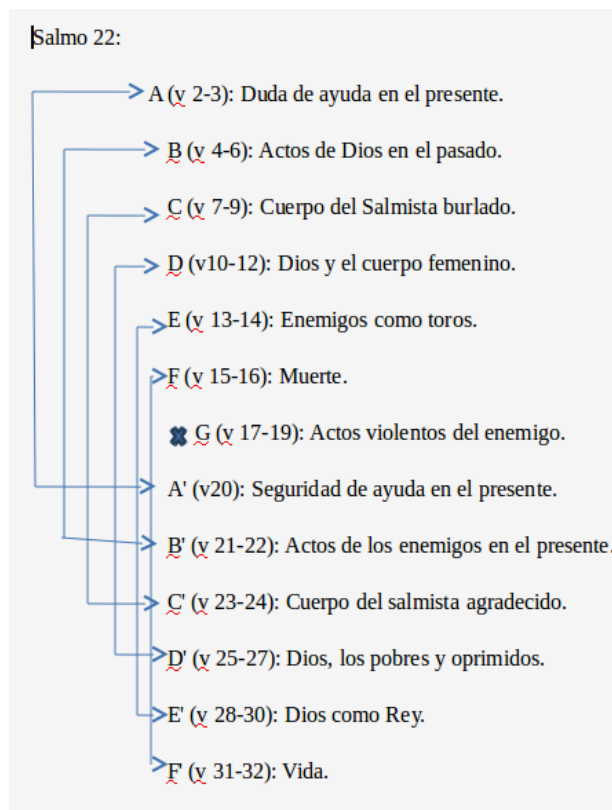 Salmo 22:
A (v 2-3): Duda de ayuda en el presente.
B (v 4-6): Actos de Dios en el pasado.
C (v 7-9): Cuerpo del Salmista burlado.
D (v10-12): Dios y el cuerpo femenino.
E (v 13-14): Enemigos como toros.
F (v 15-16): Muerte.
G (v 17-19): Actos violentos del enemigo.
A' (v20): Seguridad de ayuda en el presente.
B' (v 21-22): Actos de los enemigos en el presente.
C' (v 23-24): Cuerpo del salmista agradecido.
D' (v 25-27): Dios, los pobres y oprimidos.
E' (v 28-30): Dios como Rey.
F' (v 31-32): Vida.